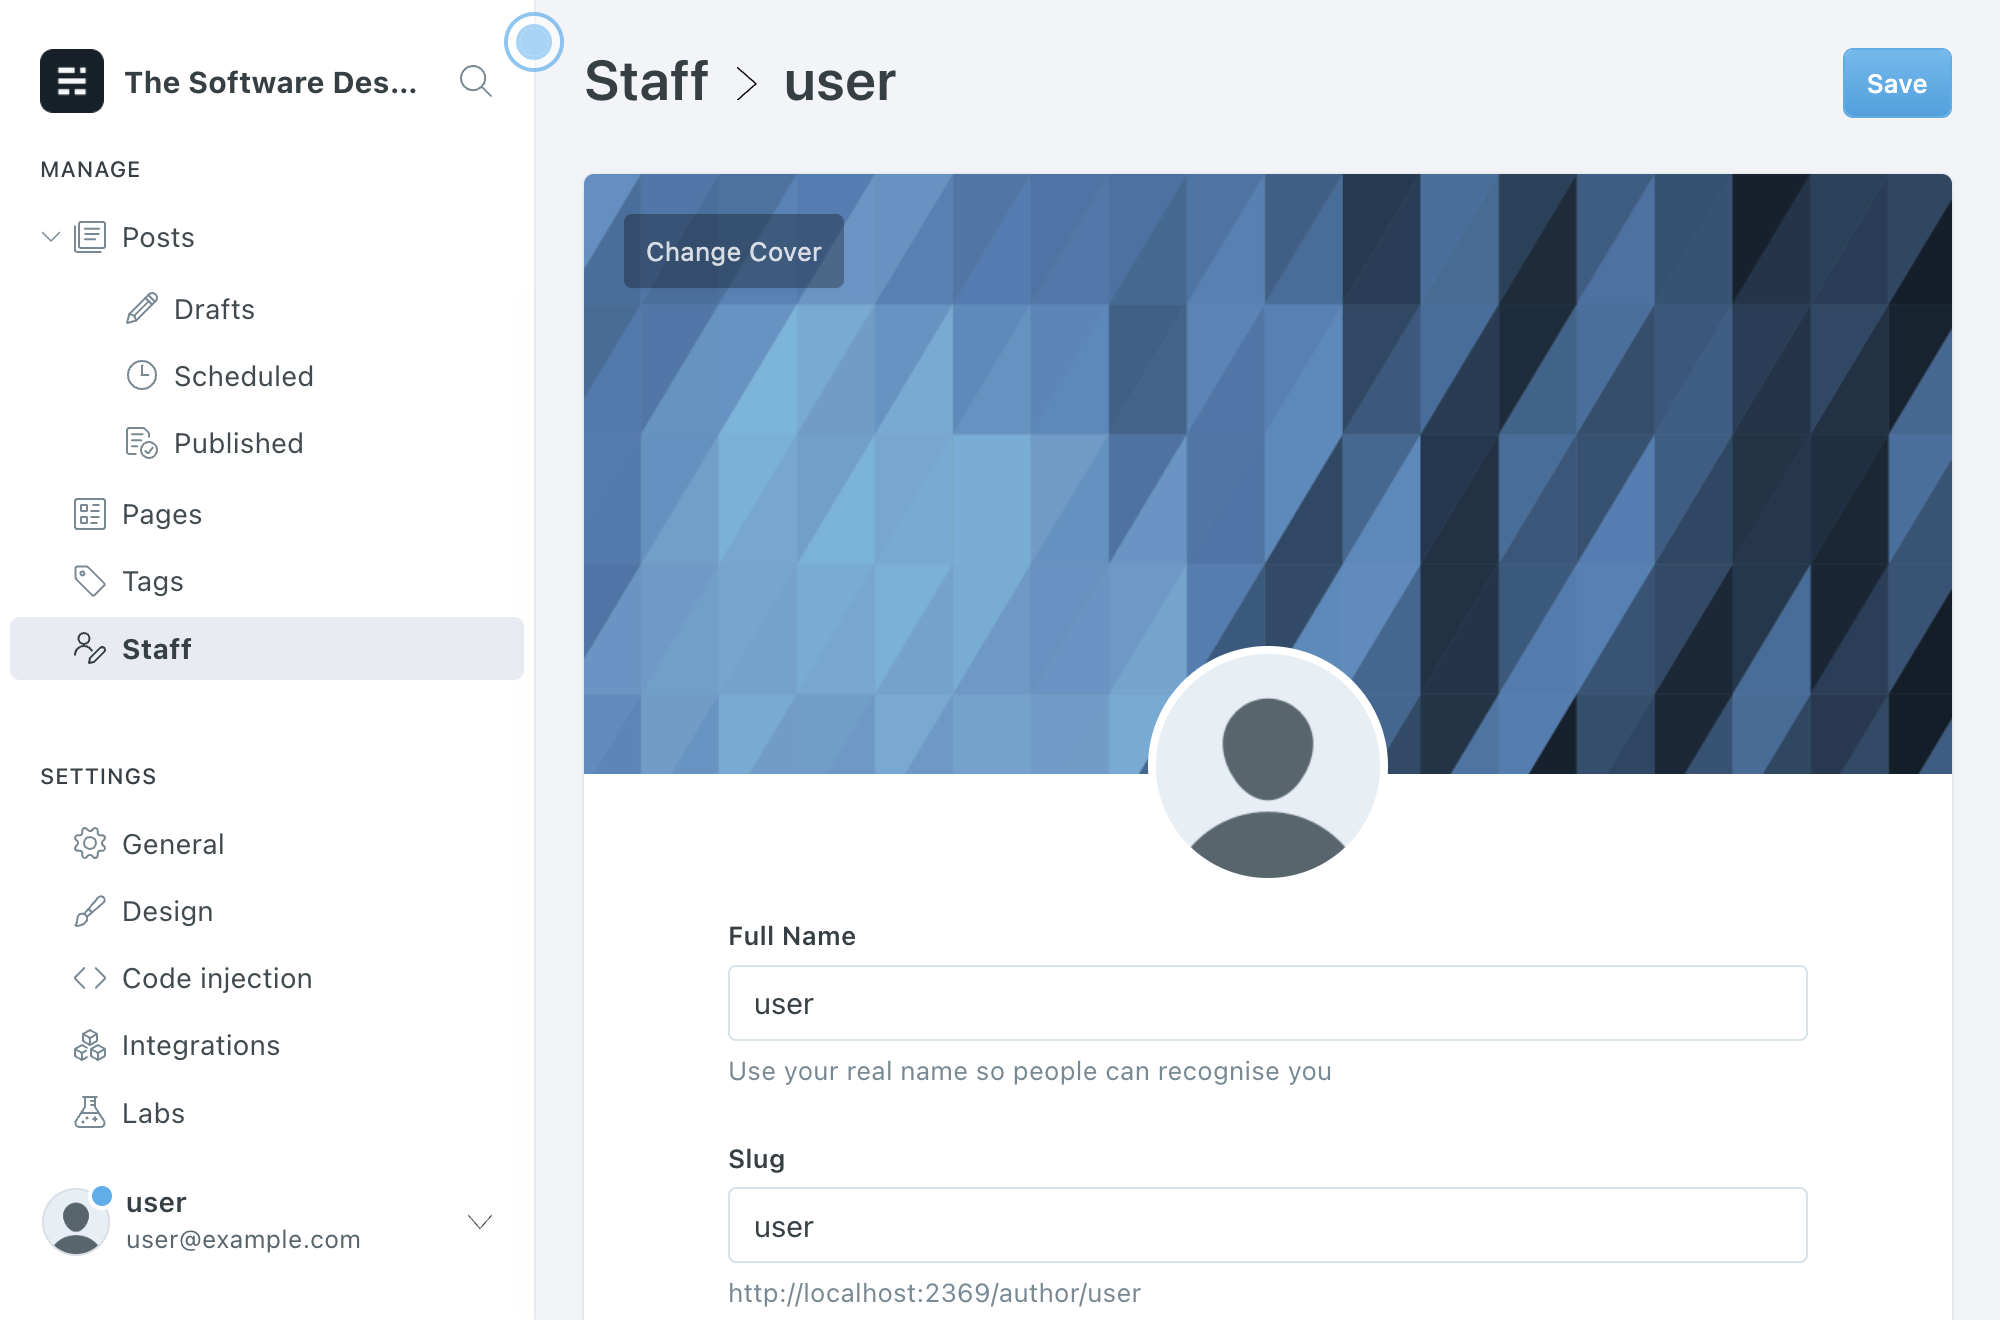 The Software Des...
MANAGE
Posts
Drafts
Scheduled
Published
Pages
Tags
Staff
SETTINGS
General
Design
Code injection
Integrations
Labs
user
user@example.com
Staff > user
Save
Change Cover
Full Name
user
Use your real name so people can recognise you
Slug
user
http://localhost:2369/author/user